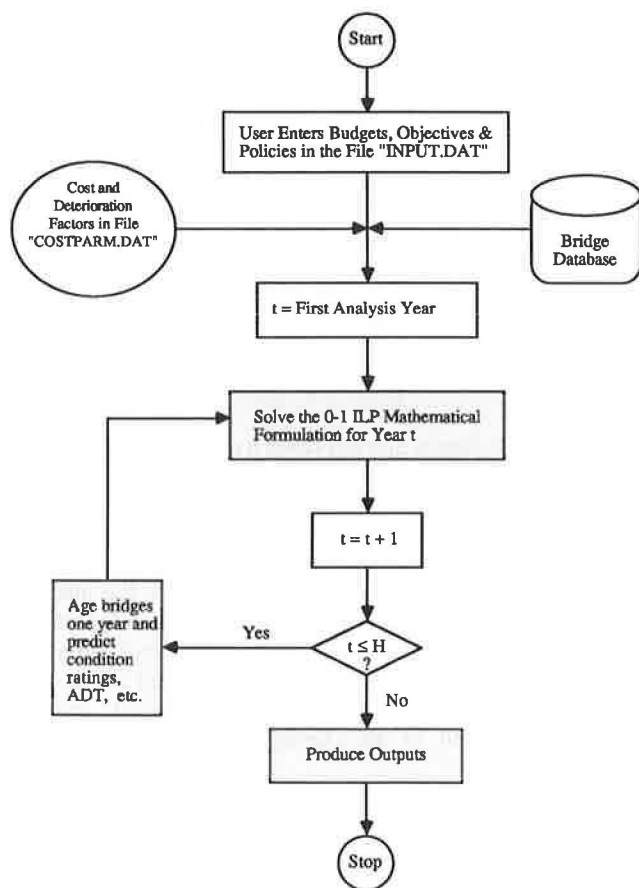 Start
User Enters Budgets, Objectives &
Policies in the File "INPUT.DAT"
Cost and
Deterioration
Factors in File
"COSTPARM.DAT"
Bridge
Database
t = First Analysis Year
Solve the 0-1 ILP Mathematical
Formulation for Year t
t = t + 1
Age bridges
one year and
predict
condition
ratings,
ADT, etc.
Yes
t ≤ H
?
No
Produce Outputs
Stop